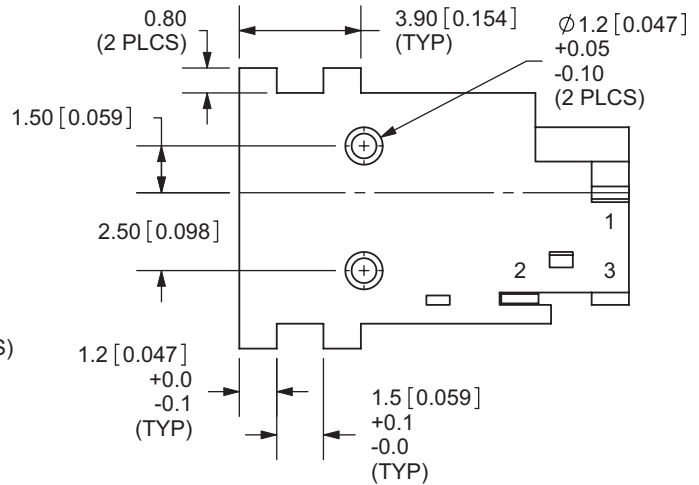 0.80
(2 PLCS)
3.90 [0.154]
(TYP)
Ø1.2 [0.047]
+0.05
-0.10
(2 PLCS)
1.50 [0.059]
1
2.50 [0.098]
2
3
1.2 [0.047]
+0.0
-0.1
(TYP)
1.5 [0.059]
+0.1
-0.0
(TYP)